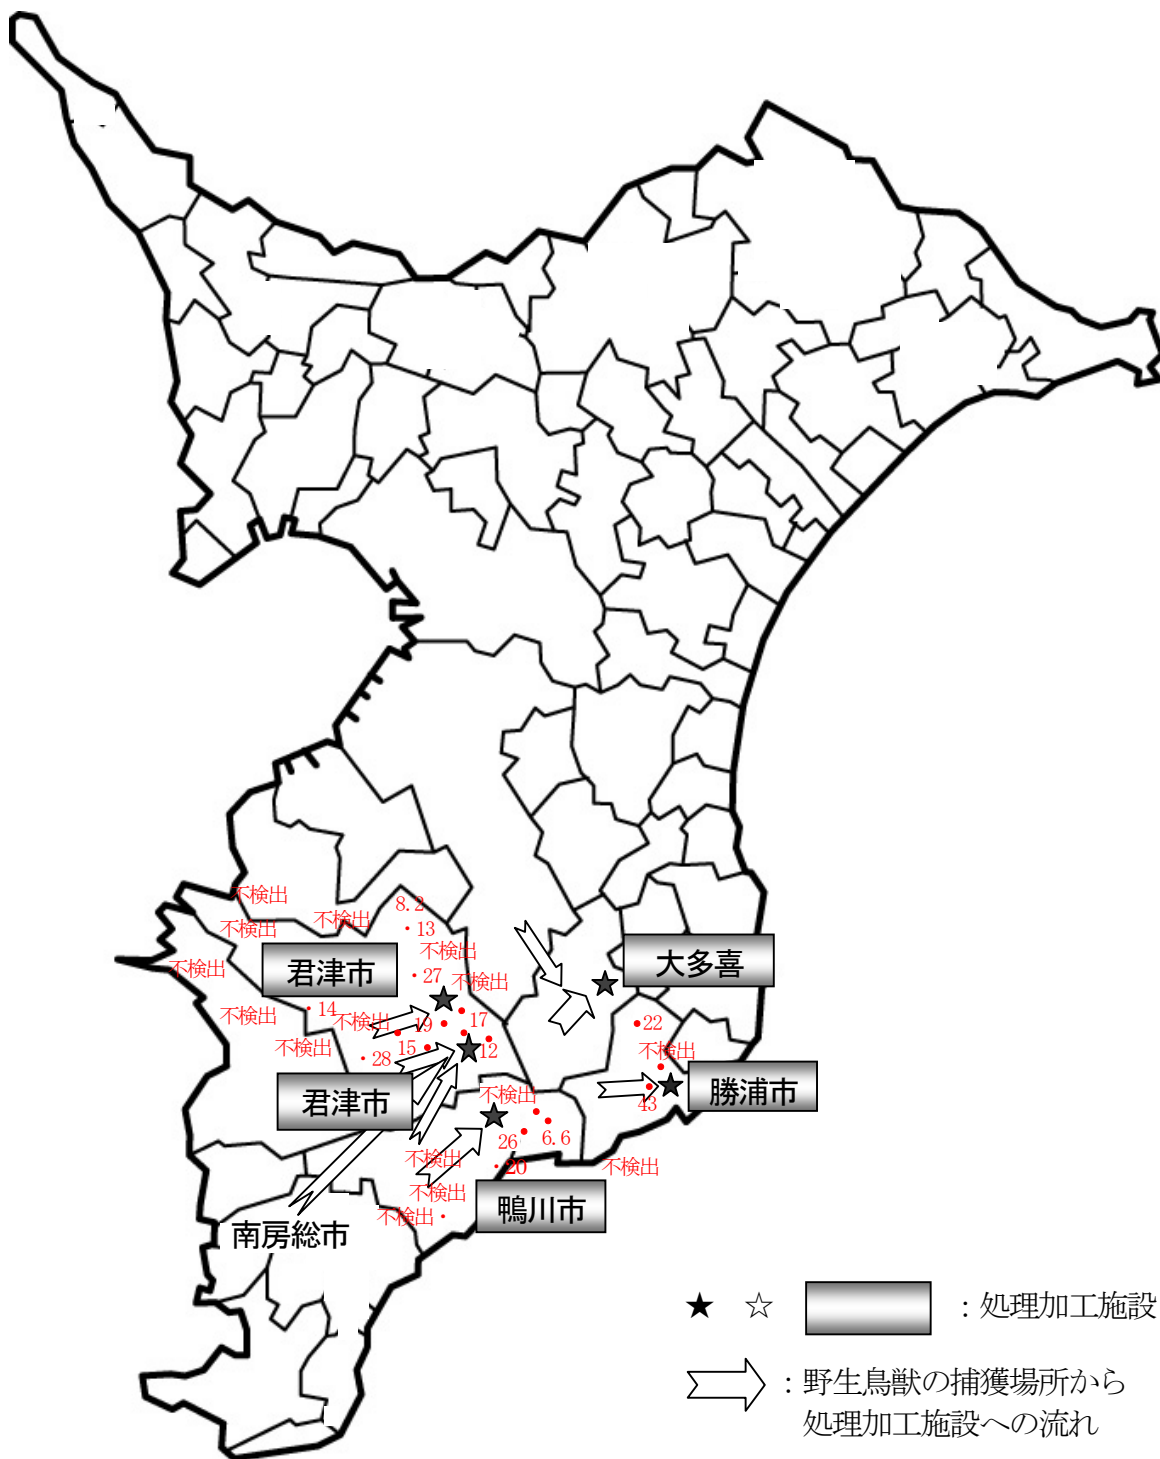 不検出
8.2
不検出
不検出
13
不検出
君津市
大多喜
不検出
27
不検出
14
不検出
不検出
19
17
22
不検出
15
12
不検出
28
君津市
不検出
43
勝浦市
26
6.6
不検出
20
不検出
不検出
不検出
鴨川市
南房総市
★ ☆ :処理加工施設
:野生鳥獣の捕獲場所から
処理加工施設への流れ